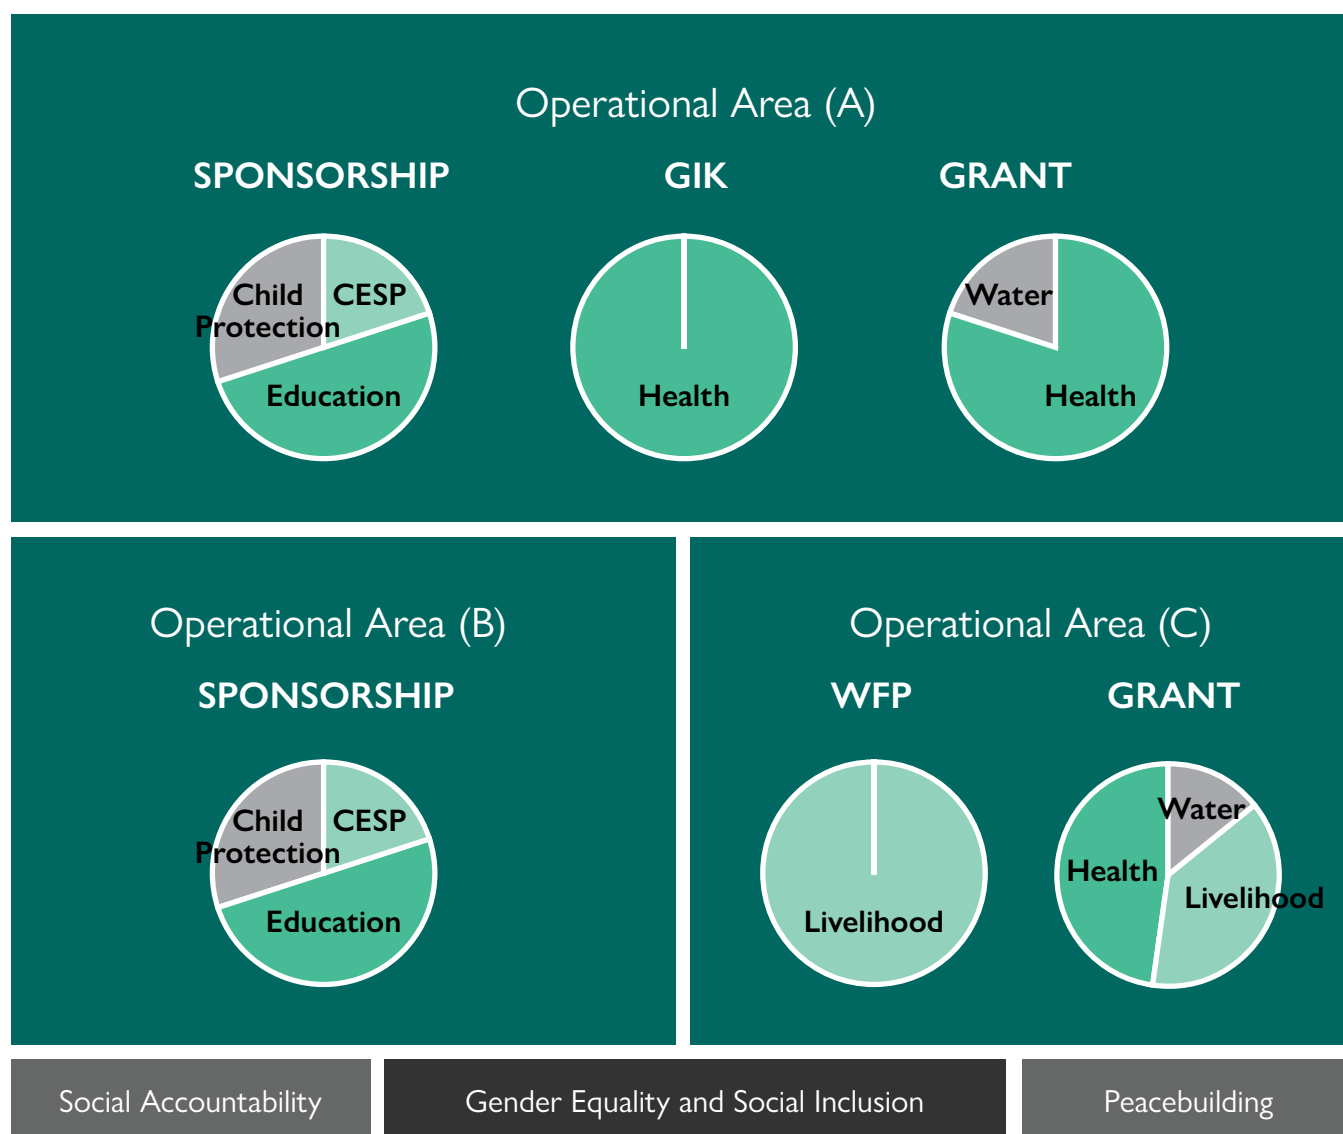 Operational Area (A)
SPONSORSHIP
GIK
GRANT
Child
Protection
CESP
Education
Health
Water
Health
Operational Area (B)
SPONSORSHIP
Child
Protection
CESP
Education
Operational Area (C)
WFP
GRANT
Livelihood
Water
Health
Livelihood
Social Accountability
Gender Equality and Social Inclusion
Peacebuilding